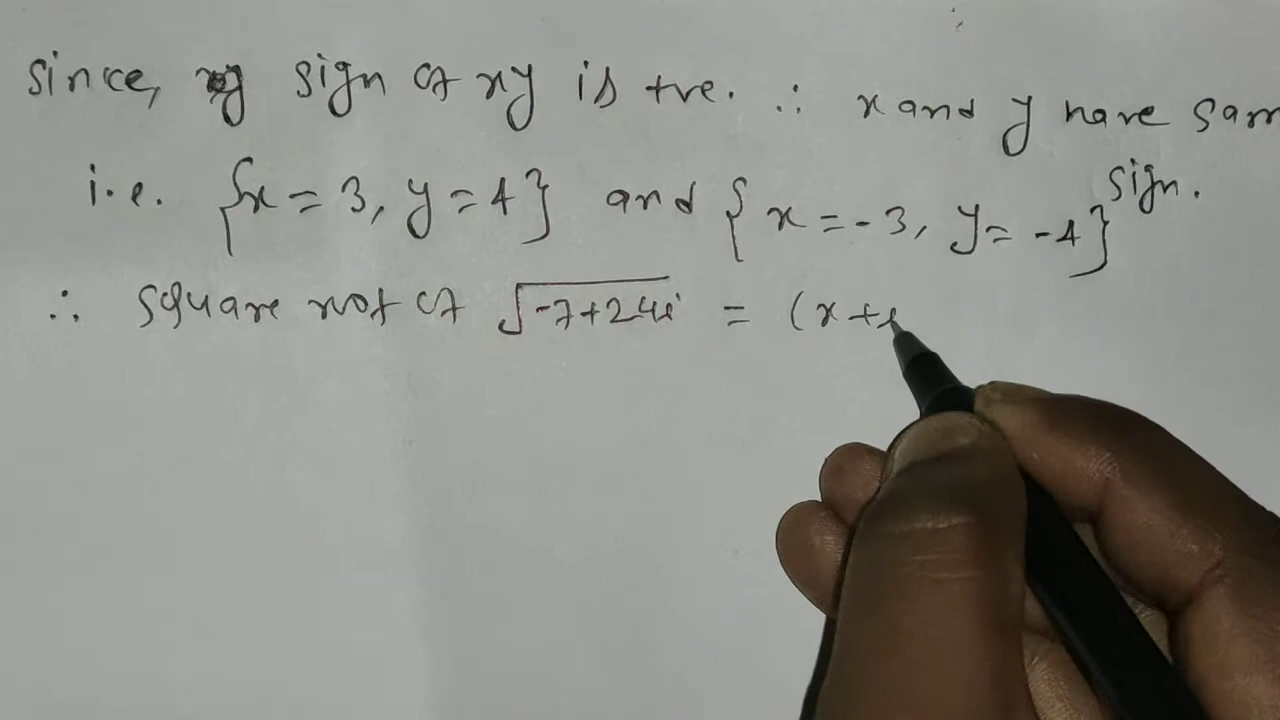 since, xy sign of xy is +ve. ∴ x and y have sam
sign.
i.e. {x = 3, y = 4} and {x = -3, y = -4}
∴ square root of √-7+24i = (x+